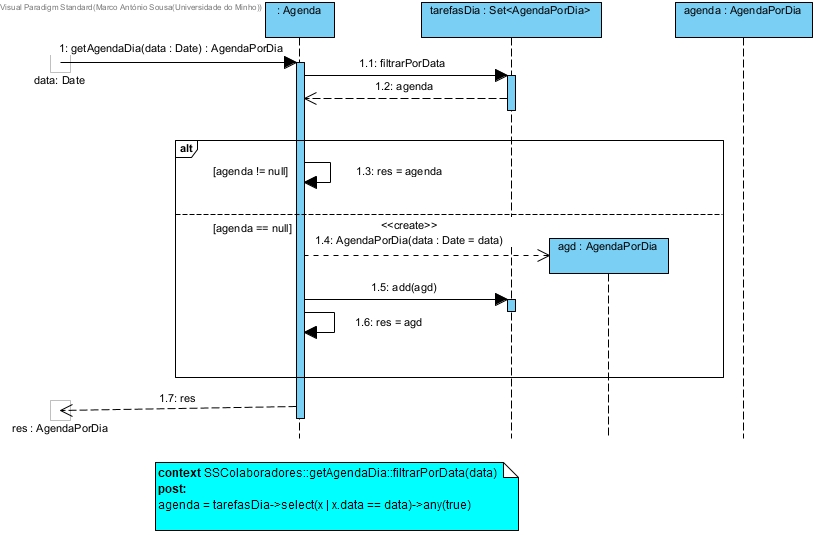 Visual Paradigm Standard(Marco António Sousa(Universidade do Minho))
: Agenda
tarefasDia : Set<AgendaPorDia>
agenda : AgendaPorDia
1: getAgendaDia(data : Date) : AgendaPorDia
data: Date
1.1: filtrarPorData
1.2: agenda
alt
[agenda != null]
1.3: res = agenda
[agenda == null]
<<create>>
1.4: AgendaPorDia(data : Date = data)
agd : AgendaPorDia
1.5: add(agd)
1.6: res = agd
1.7: res
res : AgendaPorDia
context SSColaboradores::getAgendaDia::filtrarPorData(data)
post:
agenda = tarefasDia->select(x | x.data == data)->any(true)